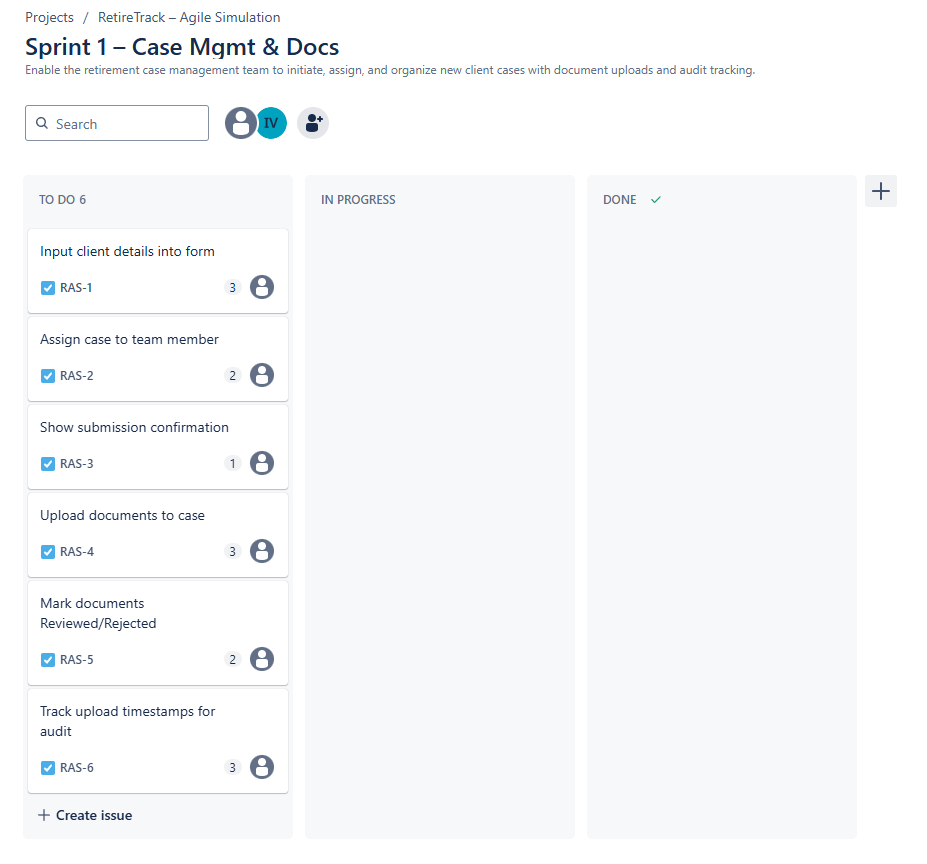 Projects / RetireTrack – Agile Simulation
Sprint 1 – Case Mgmt & Docs
Enable the retirement case management team to initiate, assign, and organize new client cases with document uploads and audit tracking.
Search
IV
TO DO 6
Input client details into form
RAS-1 3
Assign case to team member
RAS-2 2
Show submission confirmation
RAS-3 1
Upload documents to case
RAS-4 3
Mark documents
Reviewed/Rejected
RAS-5 2
Track upload timestamps for
audit
RAS-6 3
+ Create issue
IN PROGRESS
DONE